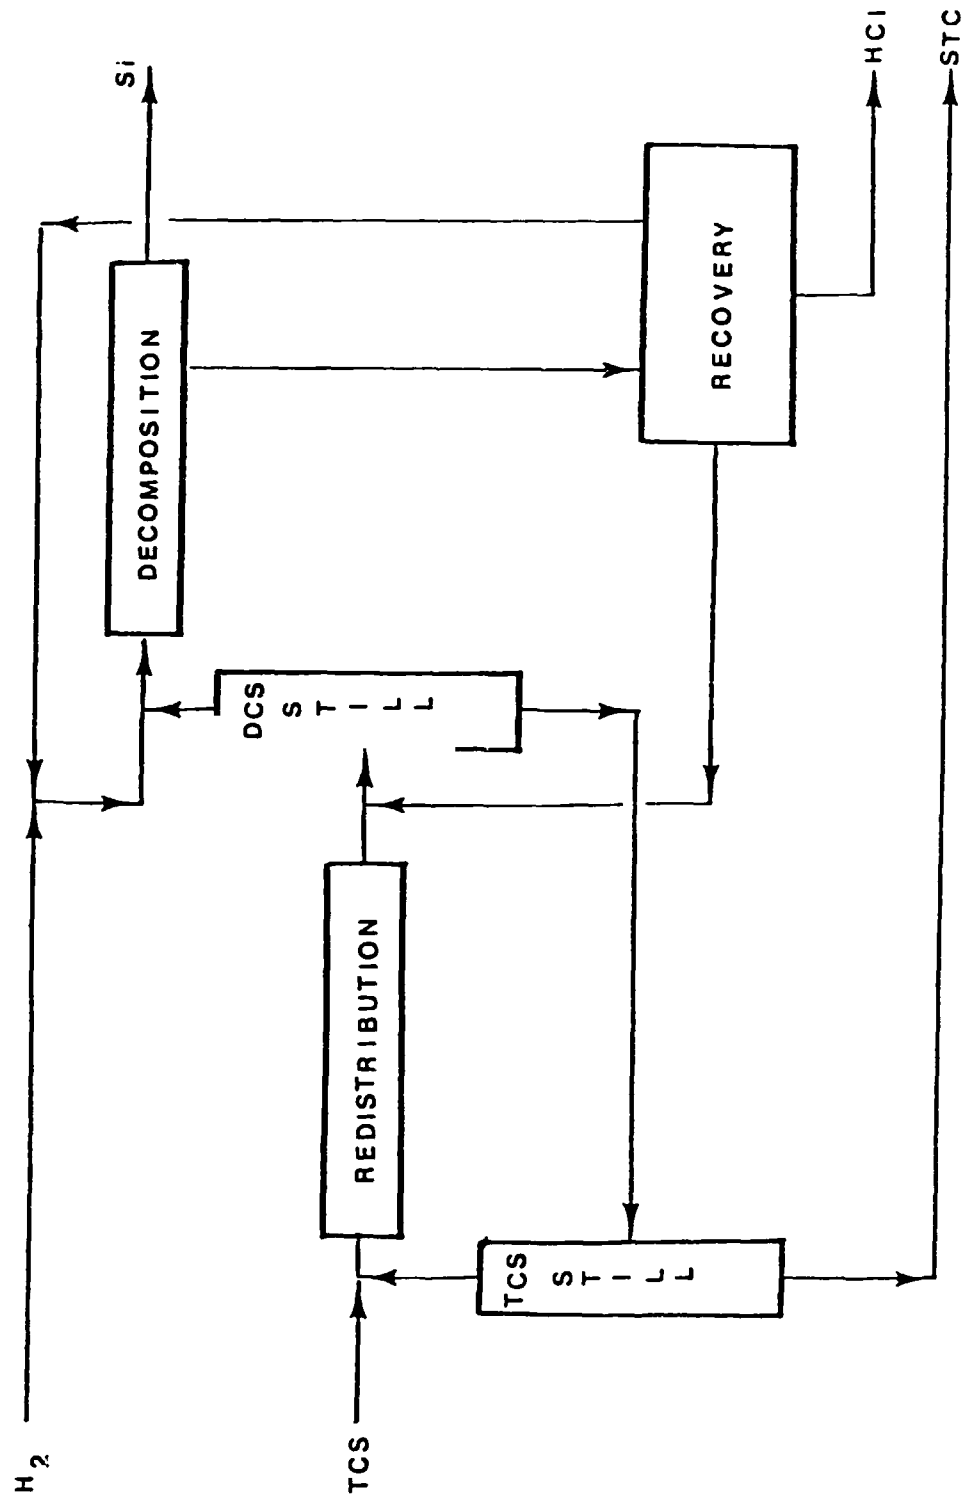 H2
Si
DECOMPOSITION
DCS
STILL
TCS
REDISTRIBUTION
RECOVERY
TCS
STILL
HCl
STC